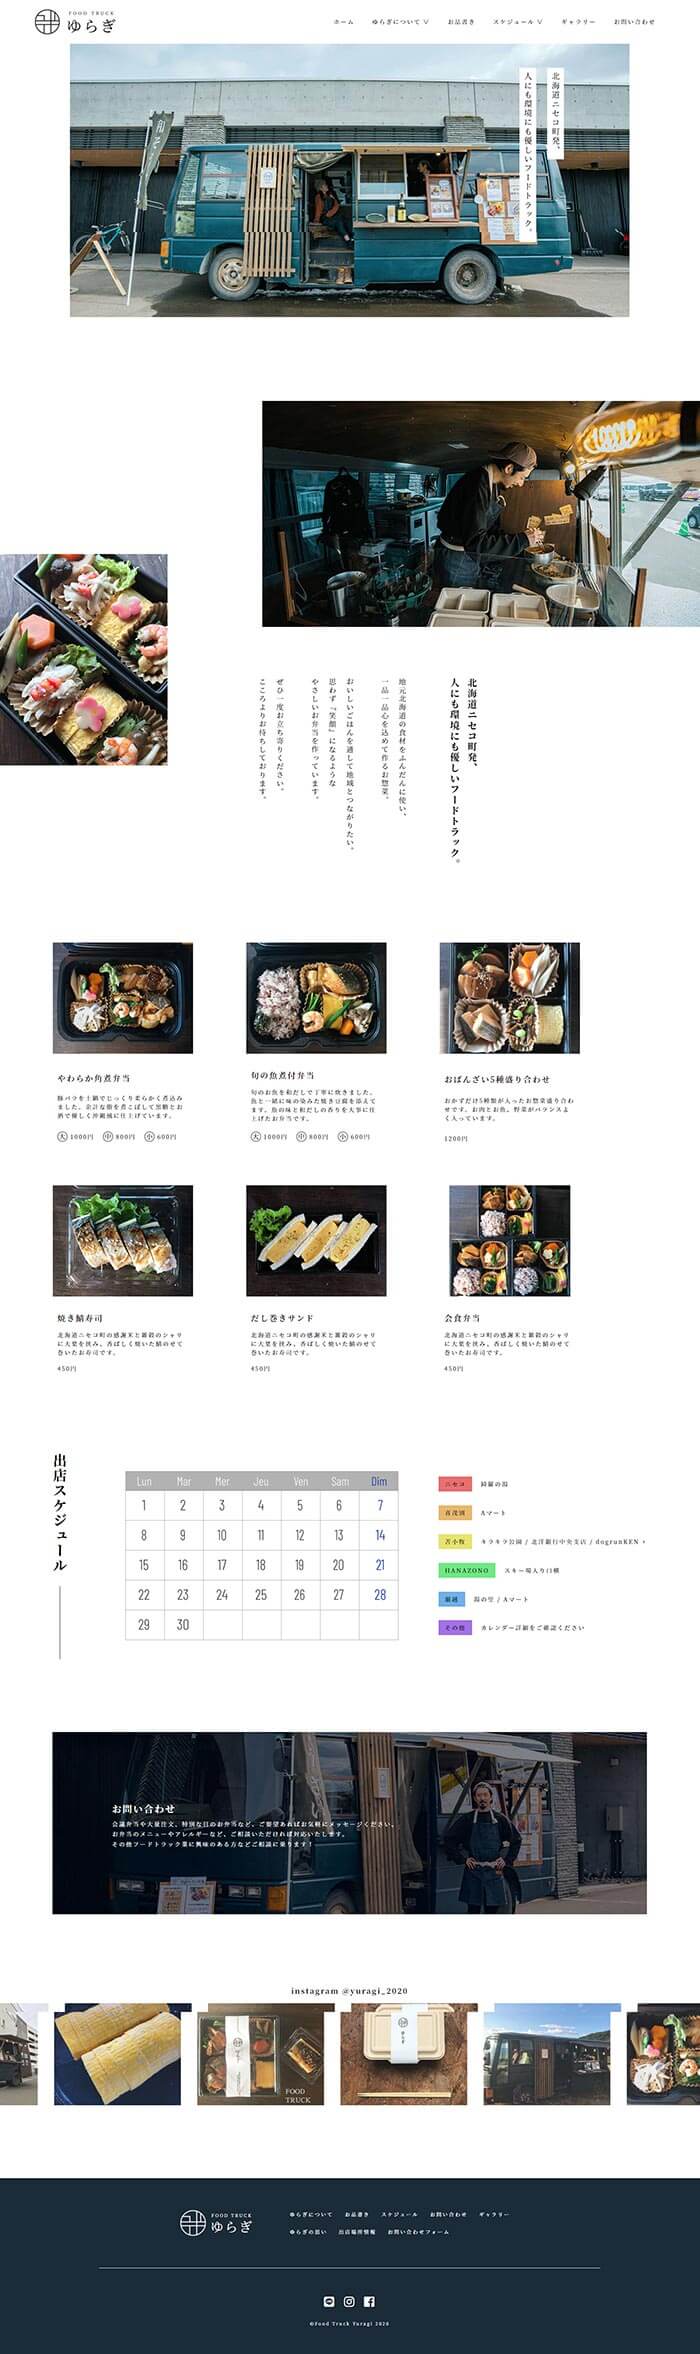 FOOD TRUCK
ゆらぎ
ホーム ゆらぎについて ∨ お品書き スケジュール ∨ ギャラリー お問い合わせ
北海道ニセコ町発、
人にも環境にも優しいフードトラック。
北海道ニセコ町発、
人にも環境にも優しいフードトラック。
地元北海道の食材をふんだんに使い、
一品一品心を込めて作るお惣菜。
おいしいごはんを通して地域とつながりたい。
思わず『笑顔』になるような
やさしいお弁当を作っています。
ぜひ一度お立ち寄りください。
こころよりお待ちしております。
やわらか角煮弁当
豚バラを土鍋でじっくり柔らかく煮込み
ました。余計な脂を煮こぼして黒糖とお
酒で優しく沖縄風に仕上げています。
大 1000円 中 800円 小 600円
旬の魚煮付弁当
旬のお魚を和だしで丁寧に炊きました。
魚と一緒に味の染みた焼き豆腐を添えて
ます。魚の味と和だしの香りを大事に仕
上げたお弁当です。
大 1000円 中 800円 小 600円
おばんざい5種盛り合わせ
おかずだけ5種類が入ったお惣菜盛り合わ
せです。お肉とお魚、野菜がバランスよ
く入っています。
1200円
焼き鯖寿司
北海道ニセコ町の感謝米と雑穀のシャリ
に大葉を挟み、香ばしく焼いた鯖のせて
巻いたお寿司です。
450円
だし巻きサンド
北海道ニセコ町の感謝米と雑穀のシャリ
に大葉を挟み、香ばしく焼いた鯖のせて
巻いたお寿司です。
450円
会食弁当
北海道ニセコ町の感謝米と雑穀のシャリ
に大葉を挟み、香ばしく焼いた鯖のせて
巻いたお寿司です。
450円
出店スケジュール
Lun Mar Mer Jeu Ven Sam Dim
1 2 3 4 5 6 7
8 9 10 11 12 13 14
15 16 17 18 19 20 21
22 23 24 25 26 27 28
29 30
ニセコ 綺羅の湯
喜茂別 Aマート
苫小牧 キラキラ公園 / 北洋銀行中央支店 / dogrunKEN +
HANAZONO スキー場入り口横
蘭越 湯の里 / Aマート
その他 カレンダー詳細をご確認ください
お問い合わせ
会議弁当や大量注文、特別な日のお弁当など、ご要望あればお気軽にメッセージください。
お弁当のメニューやアレルギーなど、ご相談いただければ対応いたします。
その他フードトラック業に興味のある方などご相談に乗ります！
instagram @yuragi_2020
ゆらぎ
FOOD
TRUCK
ゆらぎ
FOOD TRUCK
ゆらぎ
ゆらぎについて お品書き スケジュール お問い合わせ ギャラリー
ゆらぎの思い 出店場所情報 お問い合わせフォーム
©Food Truck Yuragi 2020